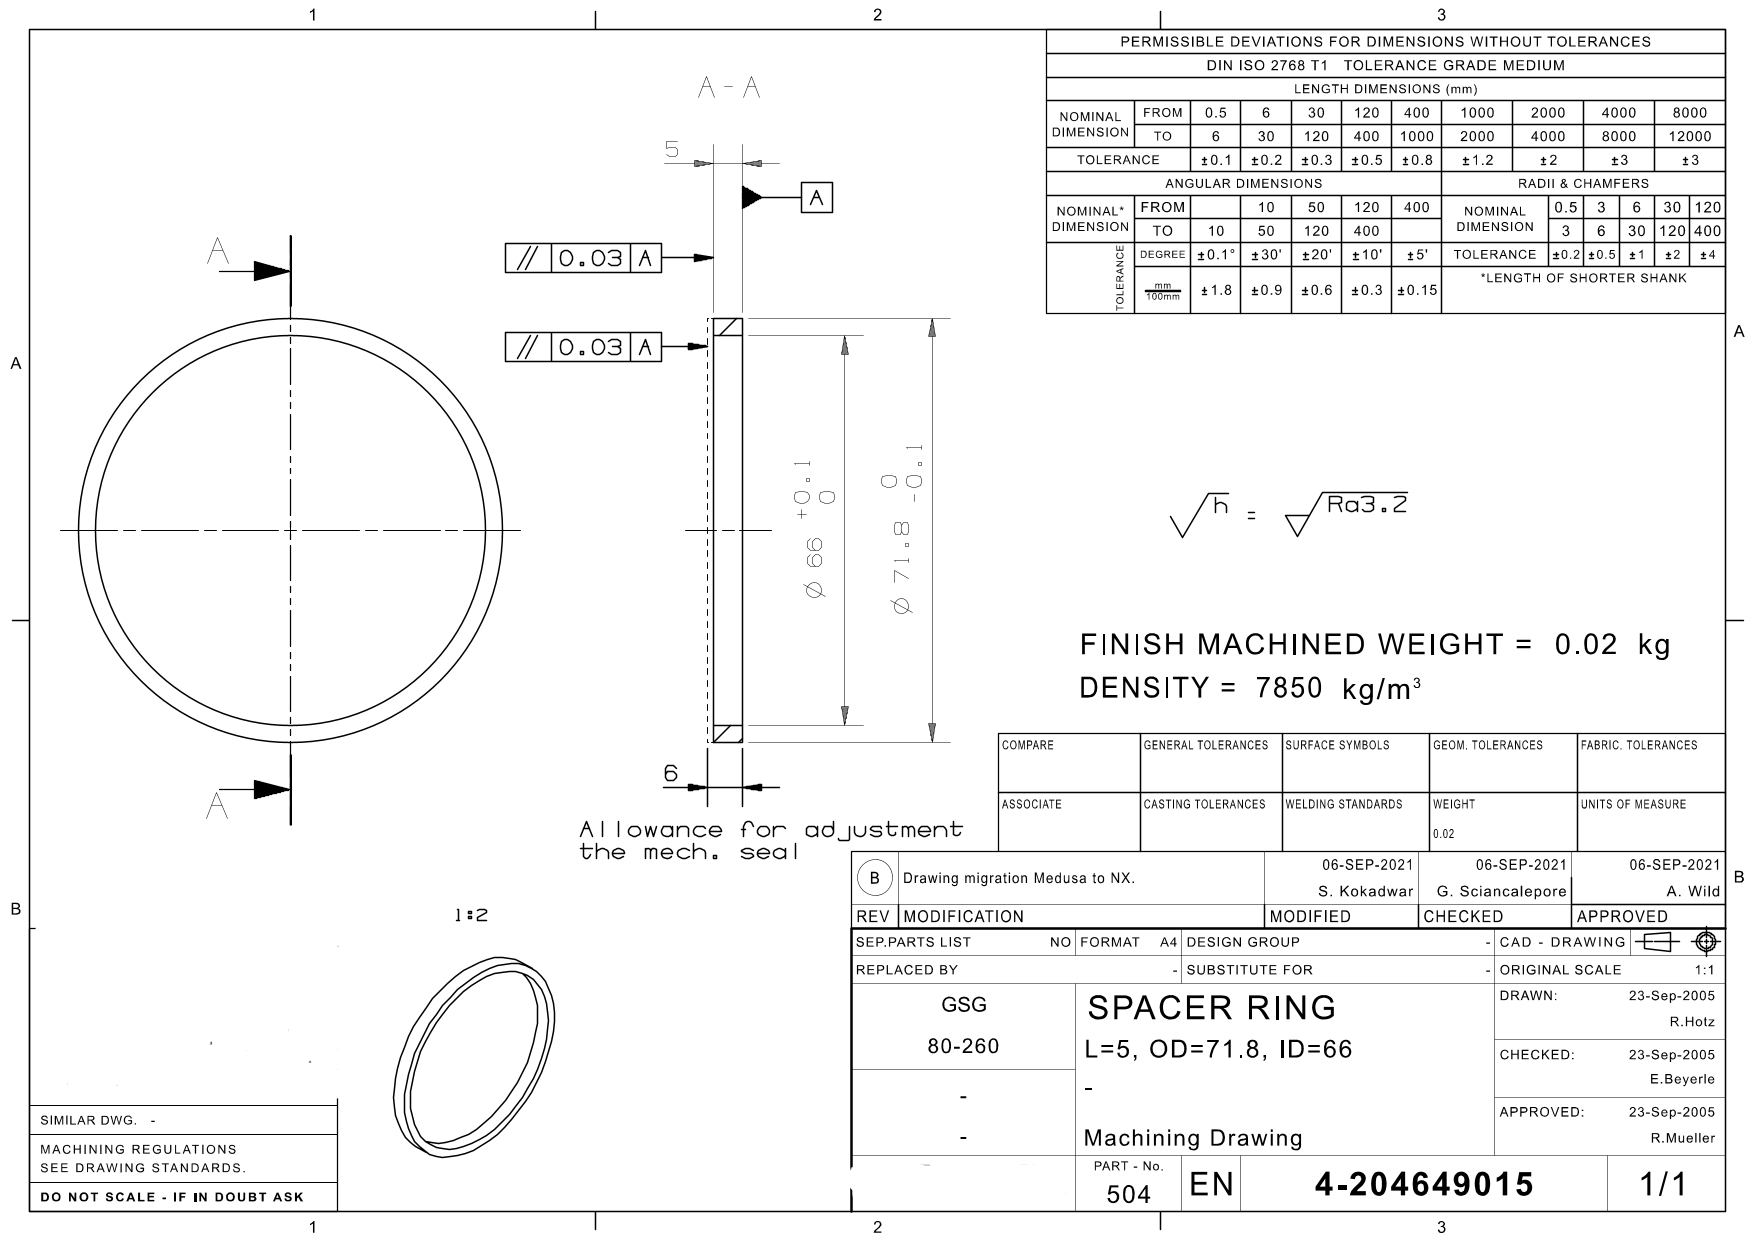 1 2 3
PERMISSIBLE DEVIATIONS FOR DIMENSIONS WITHOUT TOLERANCES
DIN ISO 2768 T1 TOLERANCE GRADE MEDIUM
LENGTH DIMENSIONS (mm)
NOMINAL DIMENSION FROM 0.5 6 30 120 400 1000 2000 4000 8000
TO 6 30 120 400 1000 2000 4000 8000 12000
TOLERANCE ±0.1 ±0.2 ±0.3 ±0.5 ±0.8 ±1.2 ±2 ±3 ±3
ANGULAR DIMENSIONS RADII & CHAMFERS
NOMINAL* DIMENSION FROM 10 50 120 400 NOMINAL DIMENSION 0.5 3 6 30 120
TO 10 50 120 400 3 6 30 120 400
TOLERANCE DEGREE ±0.1° ±30' ±20' ±10' ±5' TOLERANCE ±0.2 ±0.5 ±1 ±2 ±4
mm/100mm ±1.8 ±0.9 ±0.6 ±0.3 ±0.15 *LENGTH OF SHORTER SHANK
A-A
5
A
A
// 0.03 A
// 0.03 A
A A
Ø 66 +0.1 0
Ø 71.8 0 -0.1
√h = √Ra3.2
FINISH MACHINED WEIGHT = 0.02 kg
DENSITY = 7850 kg/m³
6
A
Allowance for adjustment
the mech. seal
COMPARE GENERAL TOLERANCES SURFACE SYMBOLS GEOM. TOLERANCES FABRIC. TOLERANCES
ASSOCIATE CASTING TOLERANCES WELDING STANDARDS WEIGHT UNITS OF MEASURE
0.02
B Drawing migration Medusa to NX. 06-SEP-2021 06-SEP-2021 06-SEP-2021
S. Kokadwar G. Sciancalepore A. Wild
REV MODIFICATION MODIFIED CHECKED APPROVED
B B
1:2
SEP.PARTS LIST NO FORMAT A4 DESIGN GROUP - CAD - DRAWING
REPLACED BY - SUBSTITUTE FOR - ORIGINAL SCALE 1:1
GSG
80-260
-
-
SPACER RING
L=5, OD=71.8, ID=66
-
Machining Drawing
DRAWN: 23-Sep-2005
R.Hotz
CHECKED: 23-Sep-2005
E.Beyerle
APPROVED: 23-Sep-2005
R.Mueller
PART - No.
504 EN 4-204649015 1/1
SIMILAR DWG. -
MACHINING REGULATIONS
SEE DRAWING STANDARDS.
DO NOT SCALE - IF IN DOUBT ASK
1 2 3